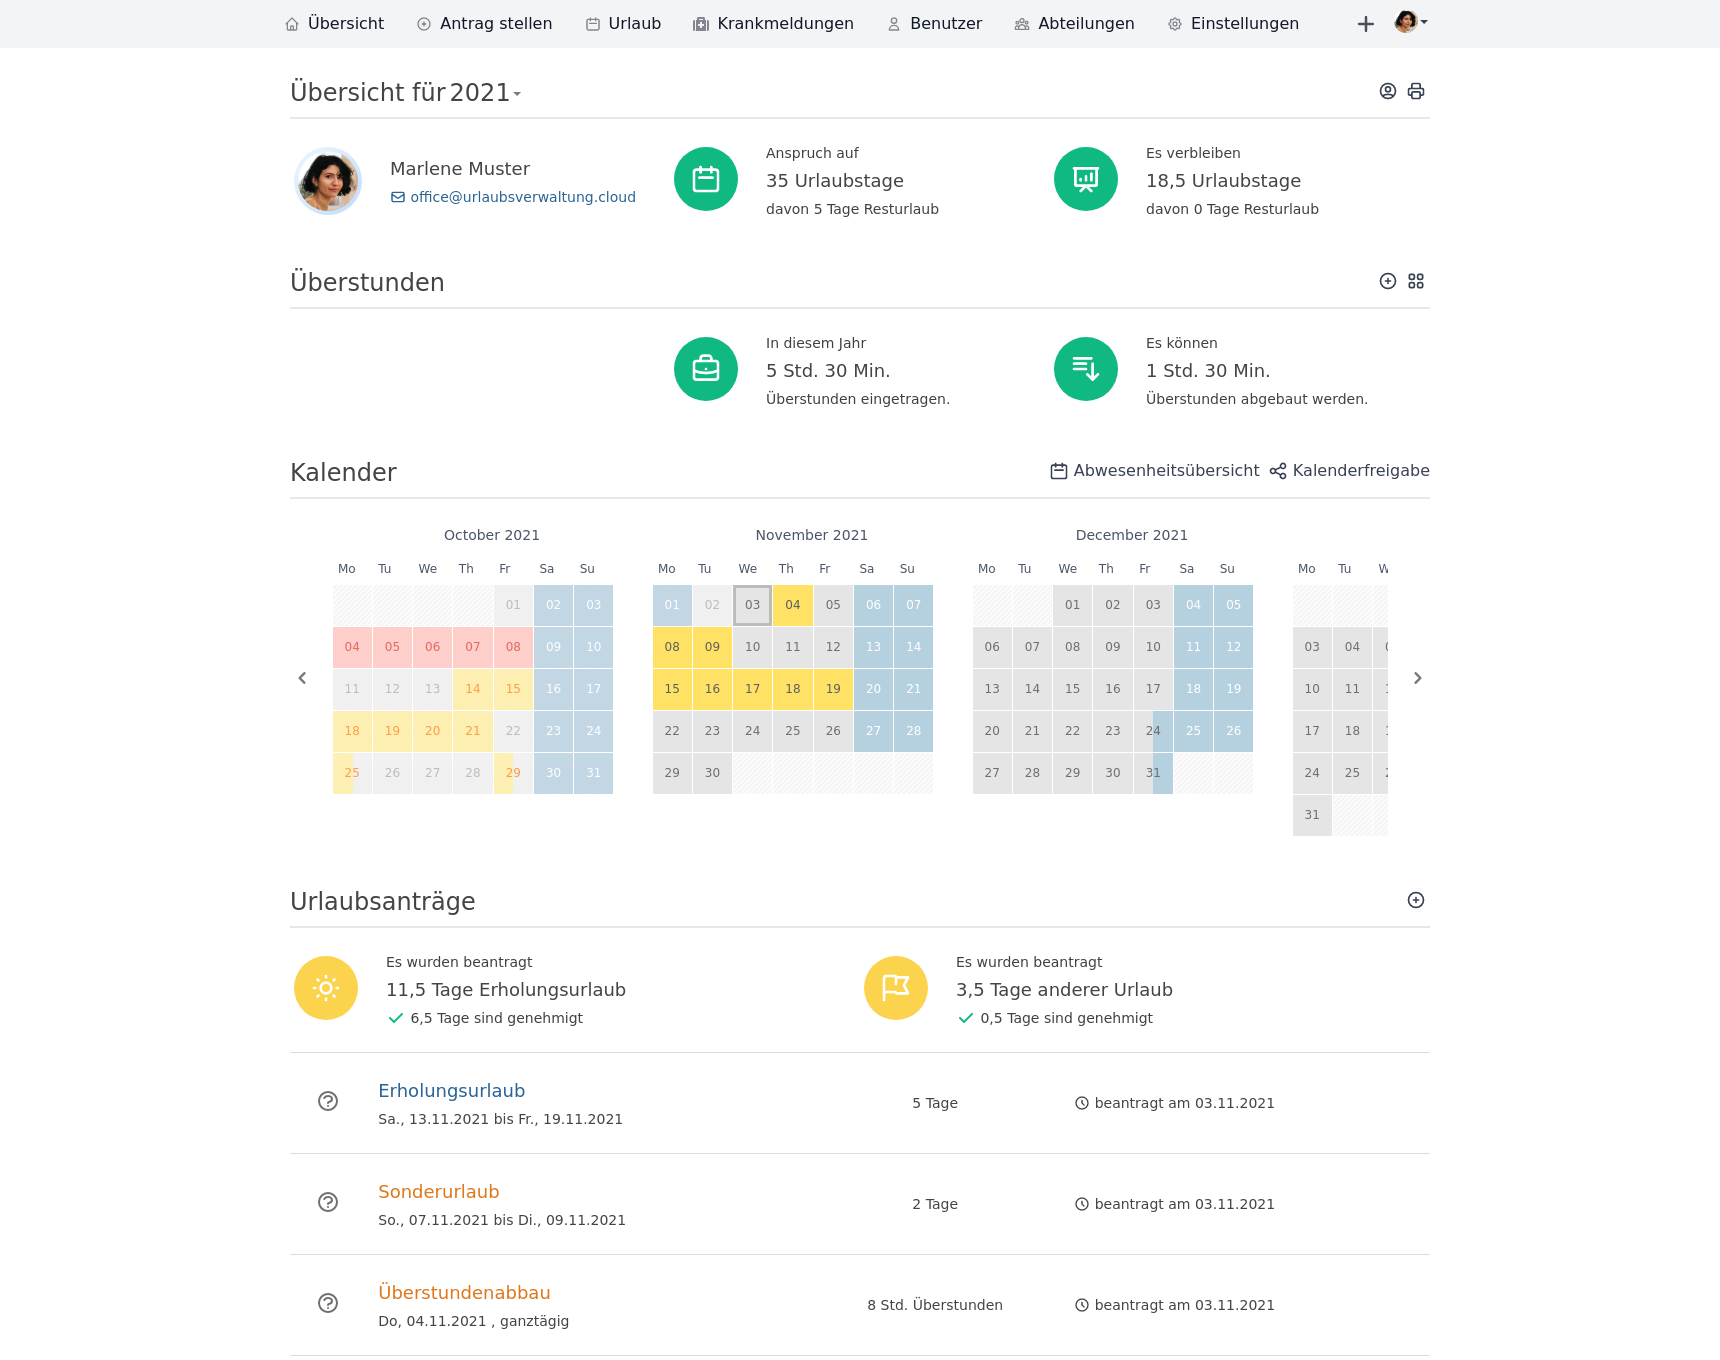 Übersicht Antrag stellen Urlaub Krankmeldungen Benutzer Abteilungen Einstellungen
Übersicht für 2021
Marlene Muster
office@urlaubsverwaltung.cloud
Anspruch auf
35 Urlaubstage
davon 5 Tage Resturlaub
Es verbleiben
18,5 Urlaubstage
davon 0 Tage Resturlaub
Überstunden
In diesem Jahr
5 Std. 30 Min.
Überstunden eingetragen.
Es können
1 Std. 30 Min.
Überstunden abgebaut werden.
Kalender
Abwesenheitsübersicht Kalenderfreigabe
October 2021
Mo Tu We Th Fr Sa Su
01 02 03
04 05 06 07 08 09 10
11 12 13 14 15 16 17
18 19 20 21 22 23 24
25 26 27 28 29 30 31
November 2021
Mo Tu We Th Fr Sa Su
01 02 03 04 05 06 07
08 09 10 11 12 13 14
15 16 17 18 19 20 21
22 23 24 25 26 27 28
29 30
December 2021
Mo Tu We Th Fr Sa Su
01 02 03 04 05
06 07 08 09 10 11 12
13 14 15 16 17 18 19
20 21 22 23 24 25 26
27 28 29 30 31
Mo Tu
03 04
10 11
17 18
24 25
31
Urlaubsanträge
Es wurden beantragt
11,5 Tage Erholungsurlaub
6,5 Tage sind genehmigt
Es wurden beantragt
3,5 Tage anderer Urlaub
0,5 Tage sind genehmigt
Erholungsurlaub
Sa., 13.11.2021 bis Fr., 19.11.2021
5 Tage
beantragt am 03.11.2021
Sonderurlaub
So., 07.11.2021 bis Di., 09.11.2021
2 Tage
beantragt am 03.11.2021
Überstundenabbau
Do, 04.11.2021 , ganztägig
8 Std. Überstunden
beantragt am 03.11.2021